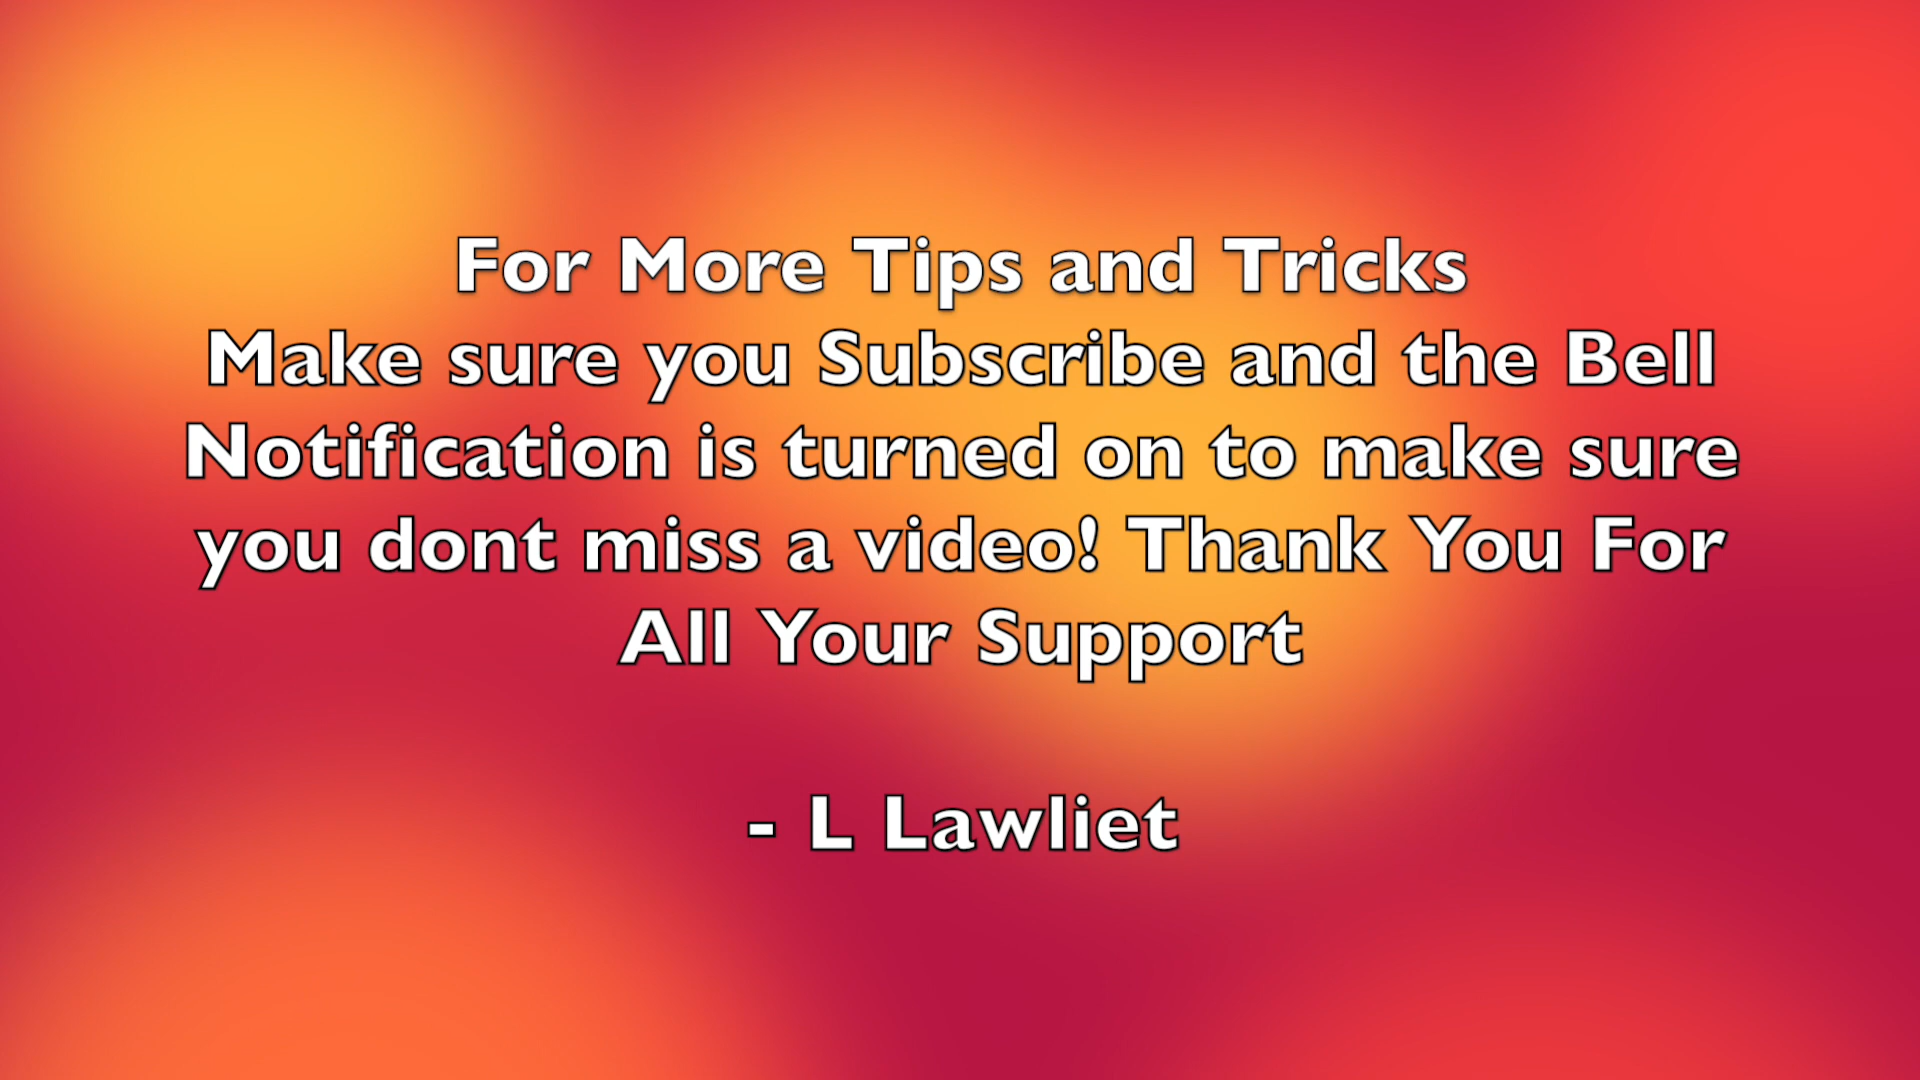 For More Tips and Tricks
Make sure you Subscribe and the Bell
Notification is turned on to make sure
you dont miss a video! Thank You For
All Your Support
- L Lawliet